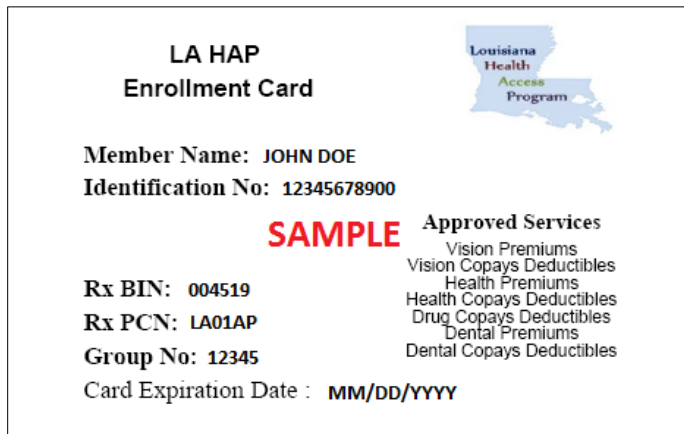 LA HAP
Enrollment Card
Louisiana
Health
Access
Program
Member Name: JOHN DOE
Identification No: 12345678900
SAMPLE
Approved Services
Vision Premiums
Vision Copays Deductibles
Health Premiums
Health Copays Deductibles
Drug Copays Deductibles
Dental Premiums
Dental Copays Deductibles
Rx BIN: 004519
Rx PCN: LA01AP
Group No: 12345
Card Expiration Date : MM/DD/YYYY